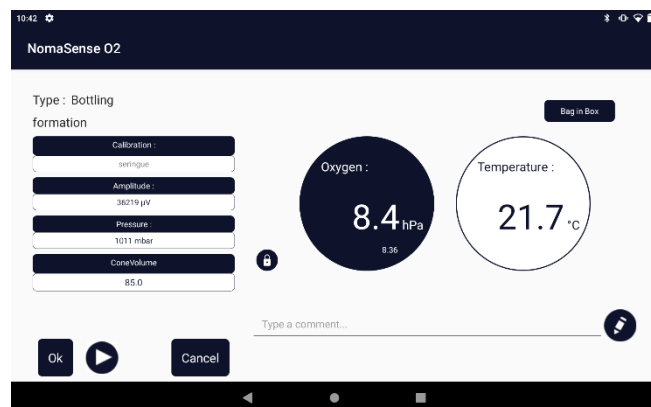 10:42
NomaSense O2
Type : Bottling
formation
Bag in Box
Calibration :
seringue
Amplitude :
36219 µV
Pressure :
1011 mbar
ConeVolume
85.0
Oxygen :
8.4 hPa
8.36
Temperature :
21.7 °C
Type a comment...
Ok
Cancel